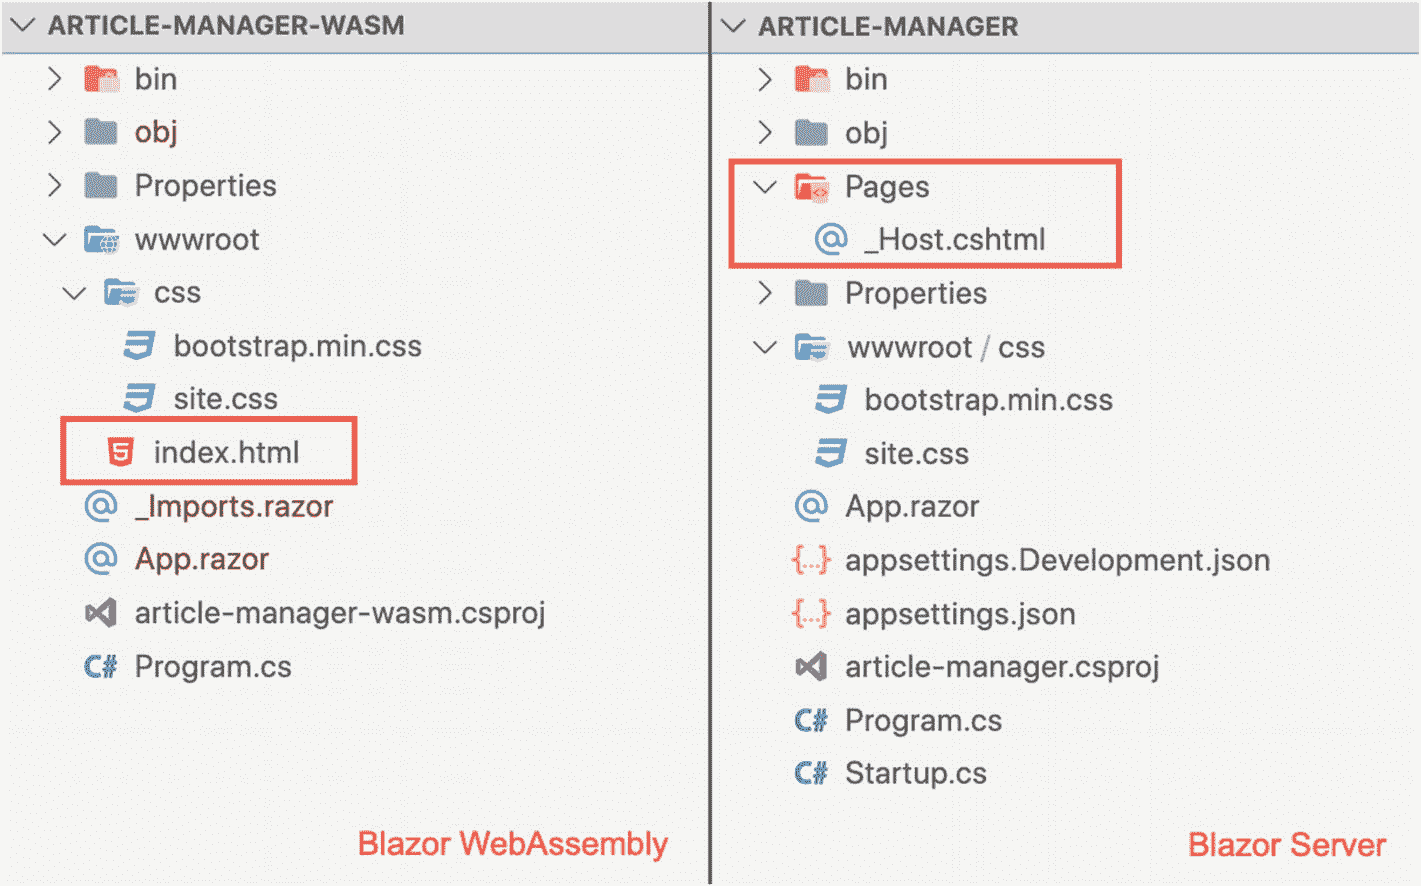 ARTICLE-MANAGER-WASM
bin
obj
Properties
wwwroot
css
bootstrap.min.css
site.css
index.html
_Imports.razor
App.razor
article-manager-wasm.csproj
C# Program.cs
Blazor WebAssembly
ARTICLE-MANAGER
bin
obj
Pages
_Host.cshtml
Properties
wwwroot / css
bootstrap.min.css
site.css
App.razor
appsettings.Development.json
appsettings.json
article-manager.csproj
C# Program.cs
C# Startup.cs
Blazor Server